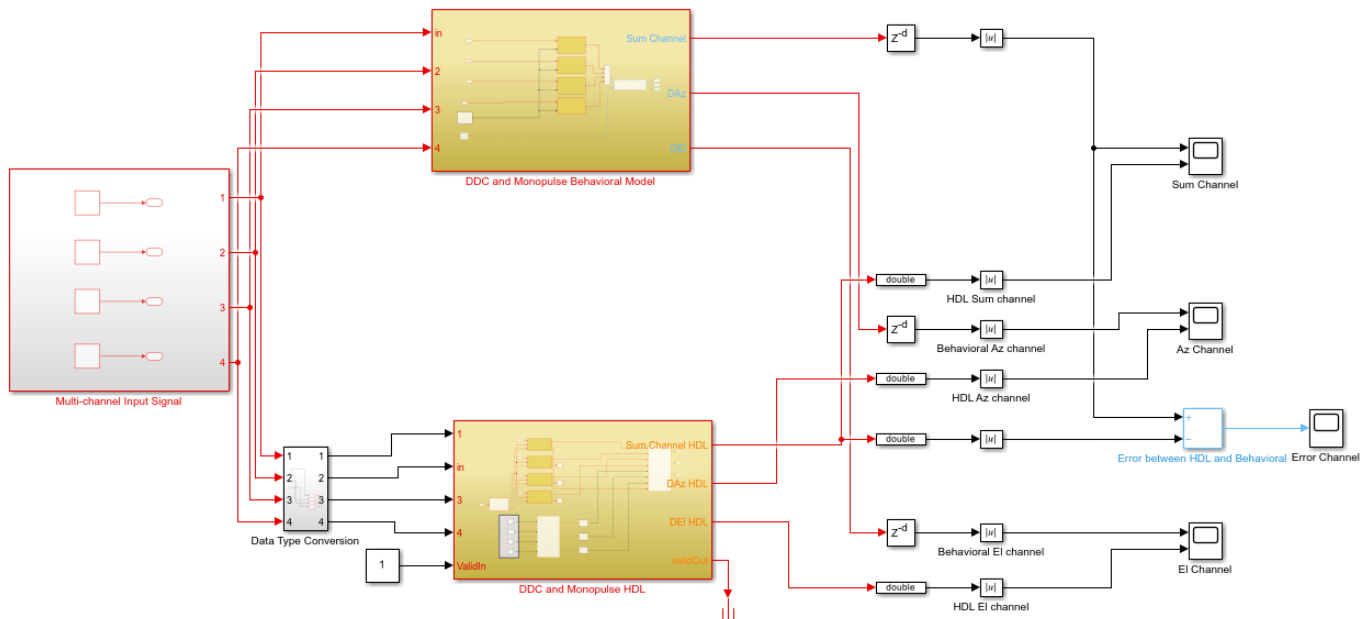 in
2
3
4
Sum Channel
DAz
DEl
DDC and Monopulse Behavioral Model
z-d
|u|
Sum Channel
1
2
3
4
Multi-channel Input Signal
double
|u|
HDL Sum channel
z-d
|u|
Behavioral Az channel
Az Channel
double
|u|
HDL Az channel
double
|u|
+
−
Error between HDL and Behavioral
Error Channel
1 1
2 2
3 3
4 4
Data Type Conversion
1
1
in
3
4
ValidIn
Sum Channel HDL
DAz HDL
DEl HDL
validOut
DDC and Monopulse HDL
z-d
|u|
Behavioral El channel
El Channel
double
|u|
HDL El channel